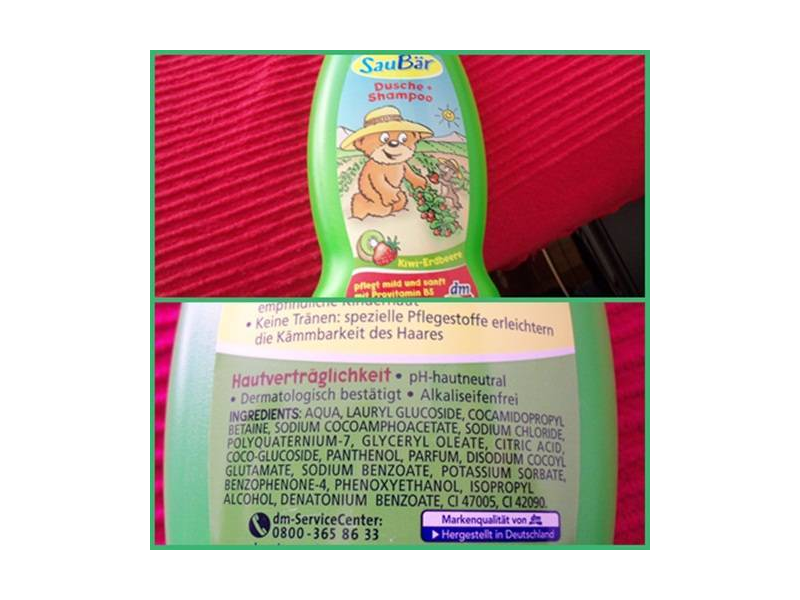 SauBär
Dusche +
Shampoo
Kiwi-Erdbeere
pflegt mild und sanft
mit Provitamin B5
dm
empfindliche Kinderhaut
• Keine Tränen: spezielle Pflegestoffe erleichtern
die Kämmbarkeit des Haares
Hautverträglichkeit • pH-hautneutral
• Dermatologisch bestätigt • Alkaliseifenfrei
INGREDIENTS: AQUA, LAURYL GLUCOSIDE, COCAMIDOPROPYL
BETAINE, SODIUM COCOAMPHOACETATE, SODIUM CHLORIDE,
POLYQUATERNIUM-7, GLYCERYL OLEATE, CITRIC ACID,
COCO-GLUCOSIDE, PANTHENOL, PARFUM, DISODIUM COCOYL
GLUTAMATE, SODIUM BENZOATE, POTASSIUM SORBATE,
BENZOPHENONE-4, PHENOXYETHANOL, ISOPROPYL
ALCOHOL, DENATONIUM BENZOATE, CI 47005, CI 42090.
dm-ServiceCenter:
0800-365 86 33
Markenqualität von dm
Hergestellt in Deutschland